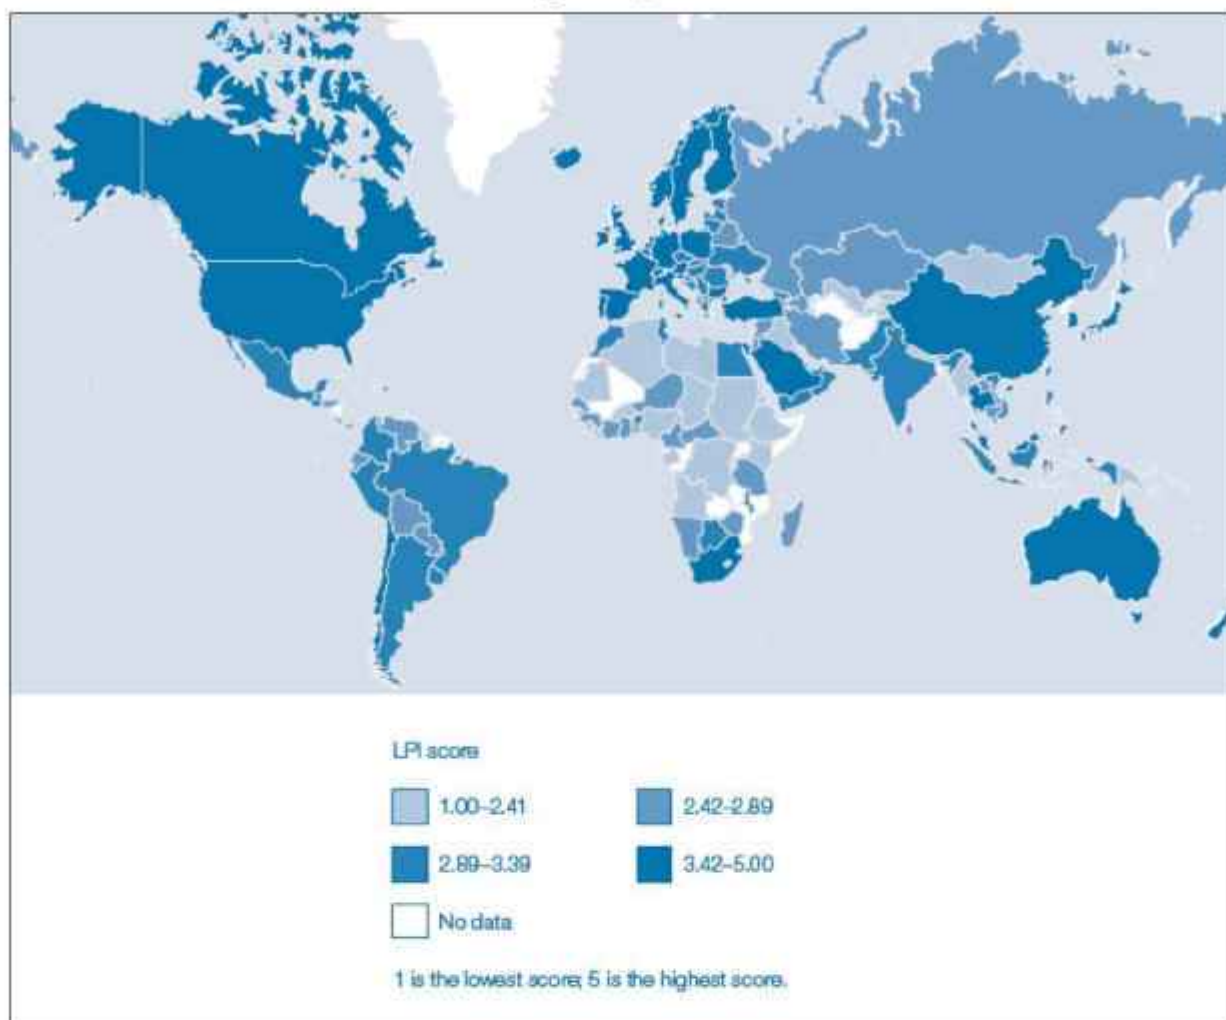 LPI score
1.00–2.41
2.42–2.89
2.89–3.39
3.42–5.00
No data
1 is the lowest score; 5 is the highest score.